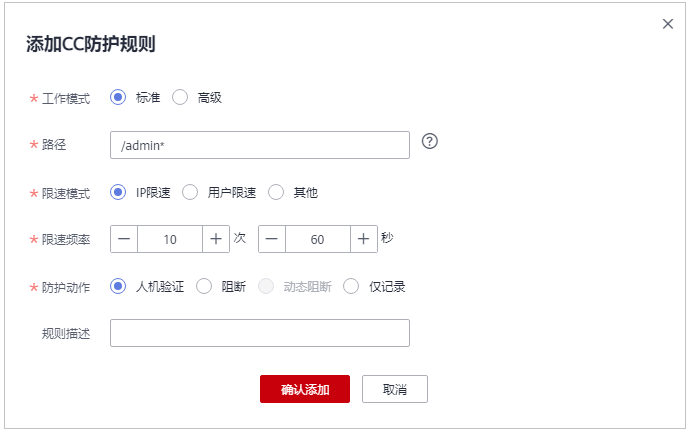 添加CC防护规则
* 工作模式 标准 高级
* 路径 /admin* ?
* 限速模式 IP限速 用户限速 其他
* 限速频率 — 10 + 次 — 60 + 秒
* 防护动作 人机验证 阻断 动态阻断 仅记录
规则描述
确认添加 取消